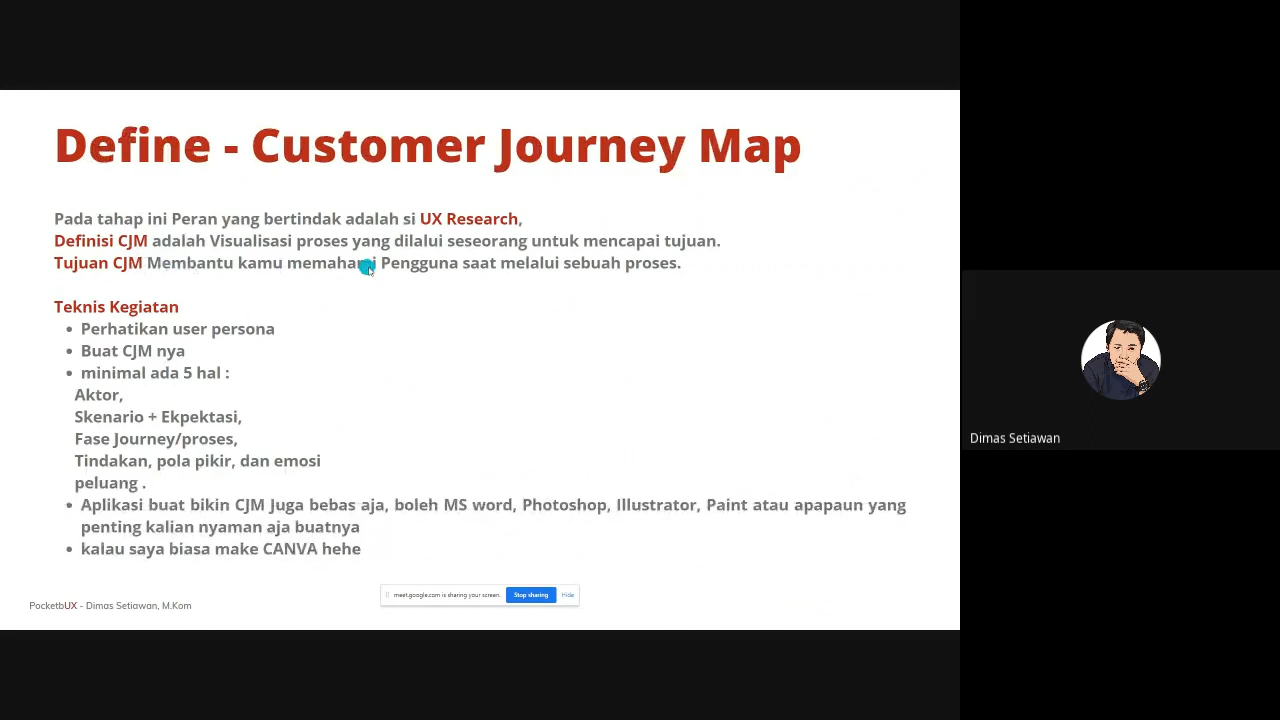 Define - Customer Journey Map
Pada tahap ini Peran yang bertindak adalah si UX Research,
Definisi CJM adalah Visualisasi proses yang dilalui seseorang untuk mencapai tujuan.
Tujuan CJM Membantu kamu memahami Pengguna saat melalui sebuah proses.
Teknis Kegiatan
• Perhatikan user persona
• Buat CJM nya
• minimal ada 5 hal :
Aktor,
Skenario + Ekpektasi,
Fase Journey/proses,
Tindakan, pola pikir, dan emosi
peluang .
• Aplikasi buat bikin CJM Juga bebas aja, boleh MS word, Photoshop, Illustrator, Paint atau apapaun yang
penting kalian nyaman aja buatnya
• kalau saya biasa make CANVA hehe
meet.google.com is sharing your screen. Stop sharing Hide
PocketbUX - Dimas Setiawan, M.Kom
Dimas Setiawan